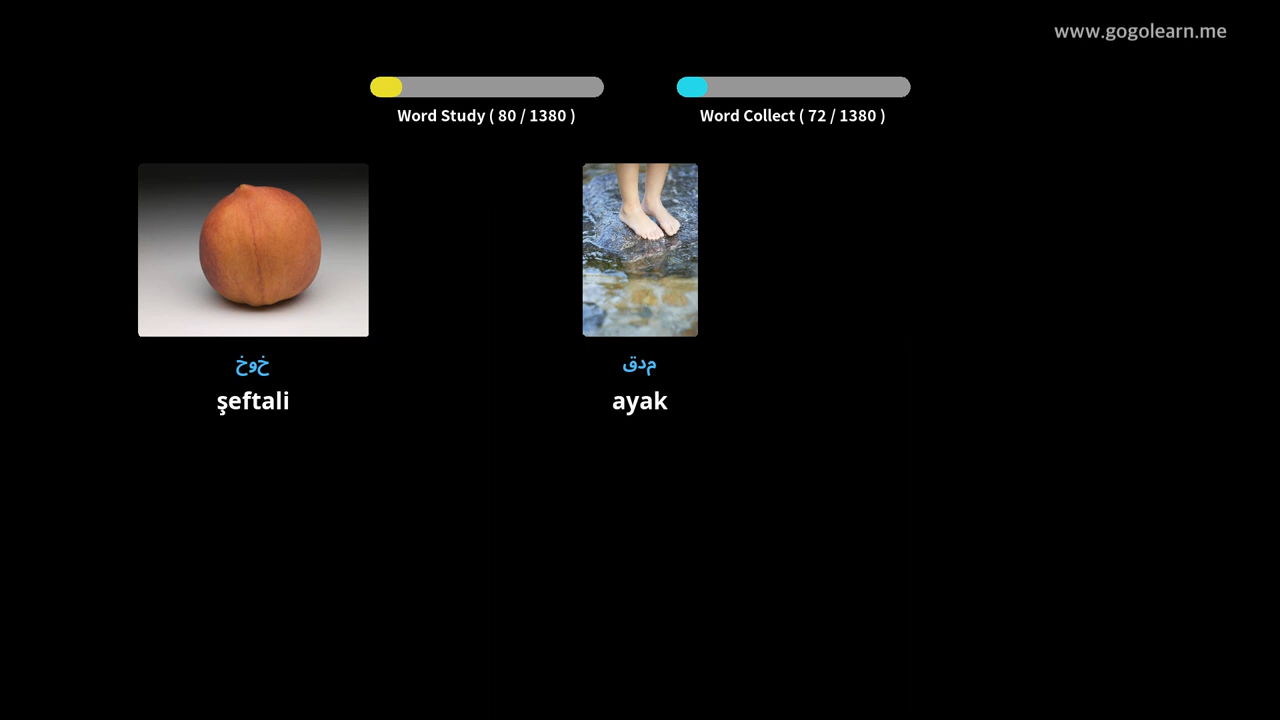 www.gogolearn.me
Word Study ( 80 / 1380 )
Word Collect ( 72 / 1380 )
خوخ
şeftali
مدق
ayak